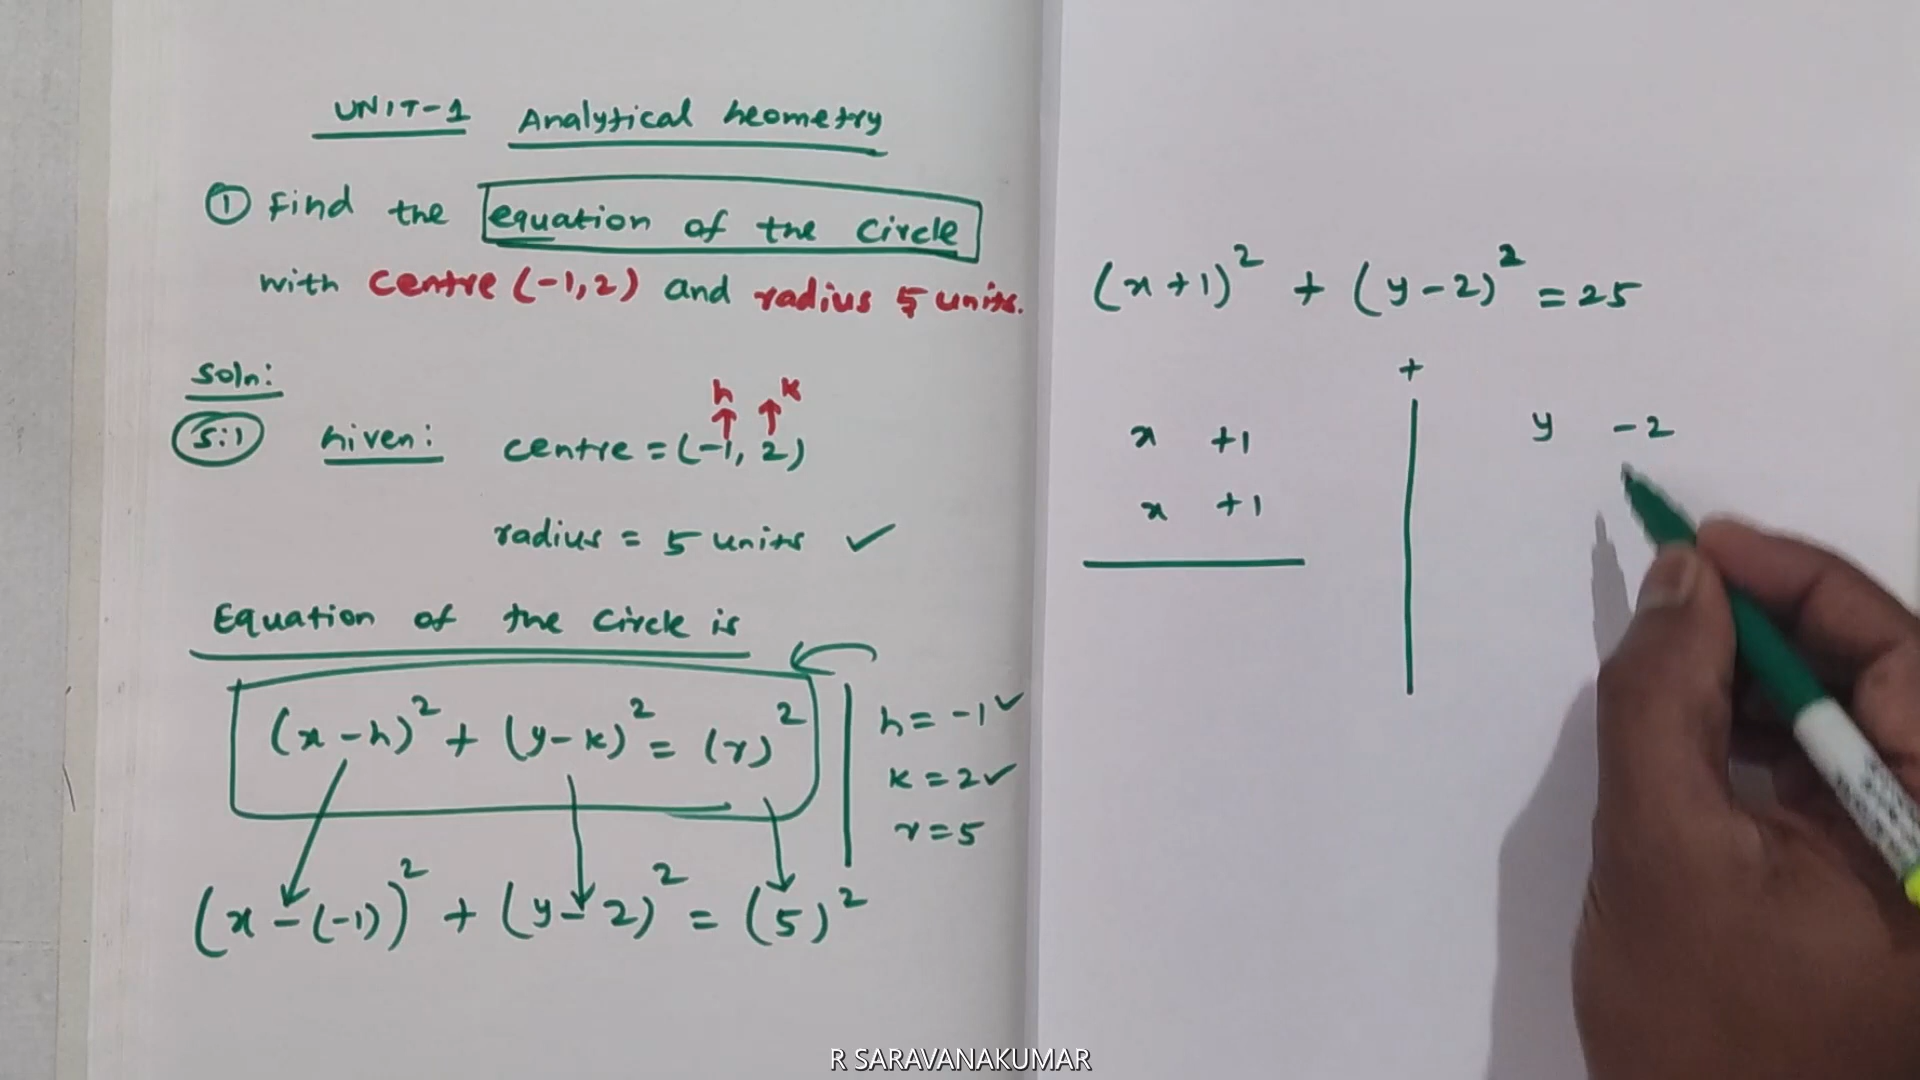 UNIT-1 Analytical Geometry
① Find the equation of the Circle
with centre (-1,2) and radius 5 units.
Soln:
h k
S:1 Given: centre = (-1, 2)
radius = 5 units ✓
Equation of the Circle is
(x-h)² + (y-k)² = (r)²
h = -1 ✓
k = 2 ✓
r = 5
(x-(-1))² + (y-2)² = (5)²
(x+1)² + (y-2)² = 25
+
x +1
x +1
y -2
R SARAVANAKUMAR